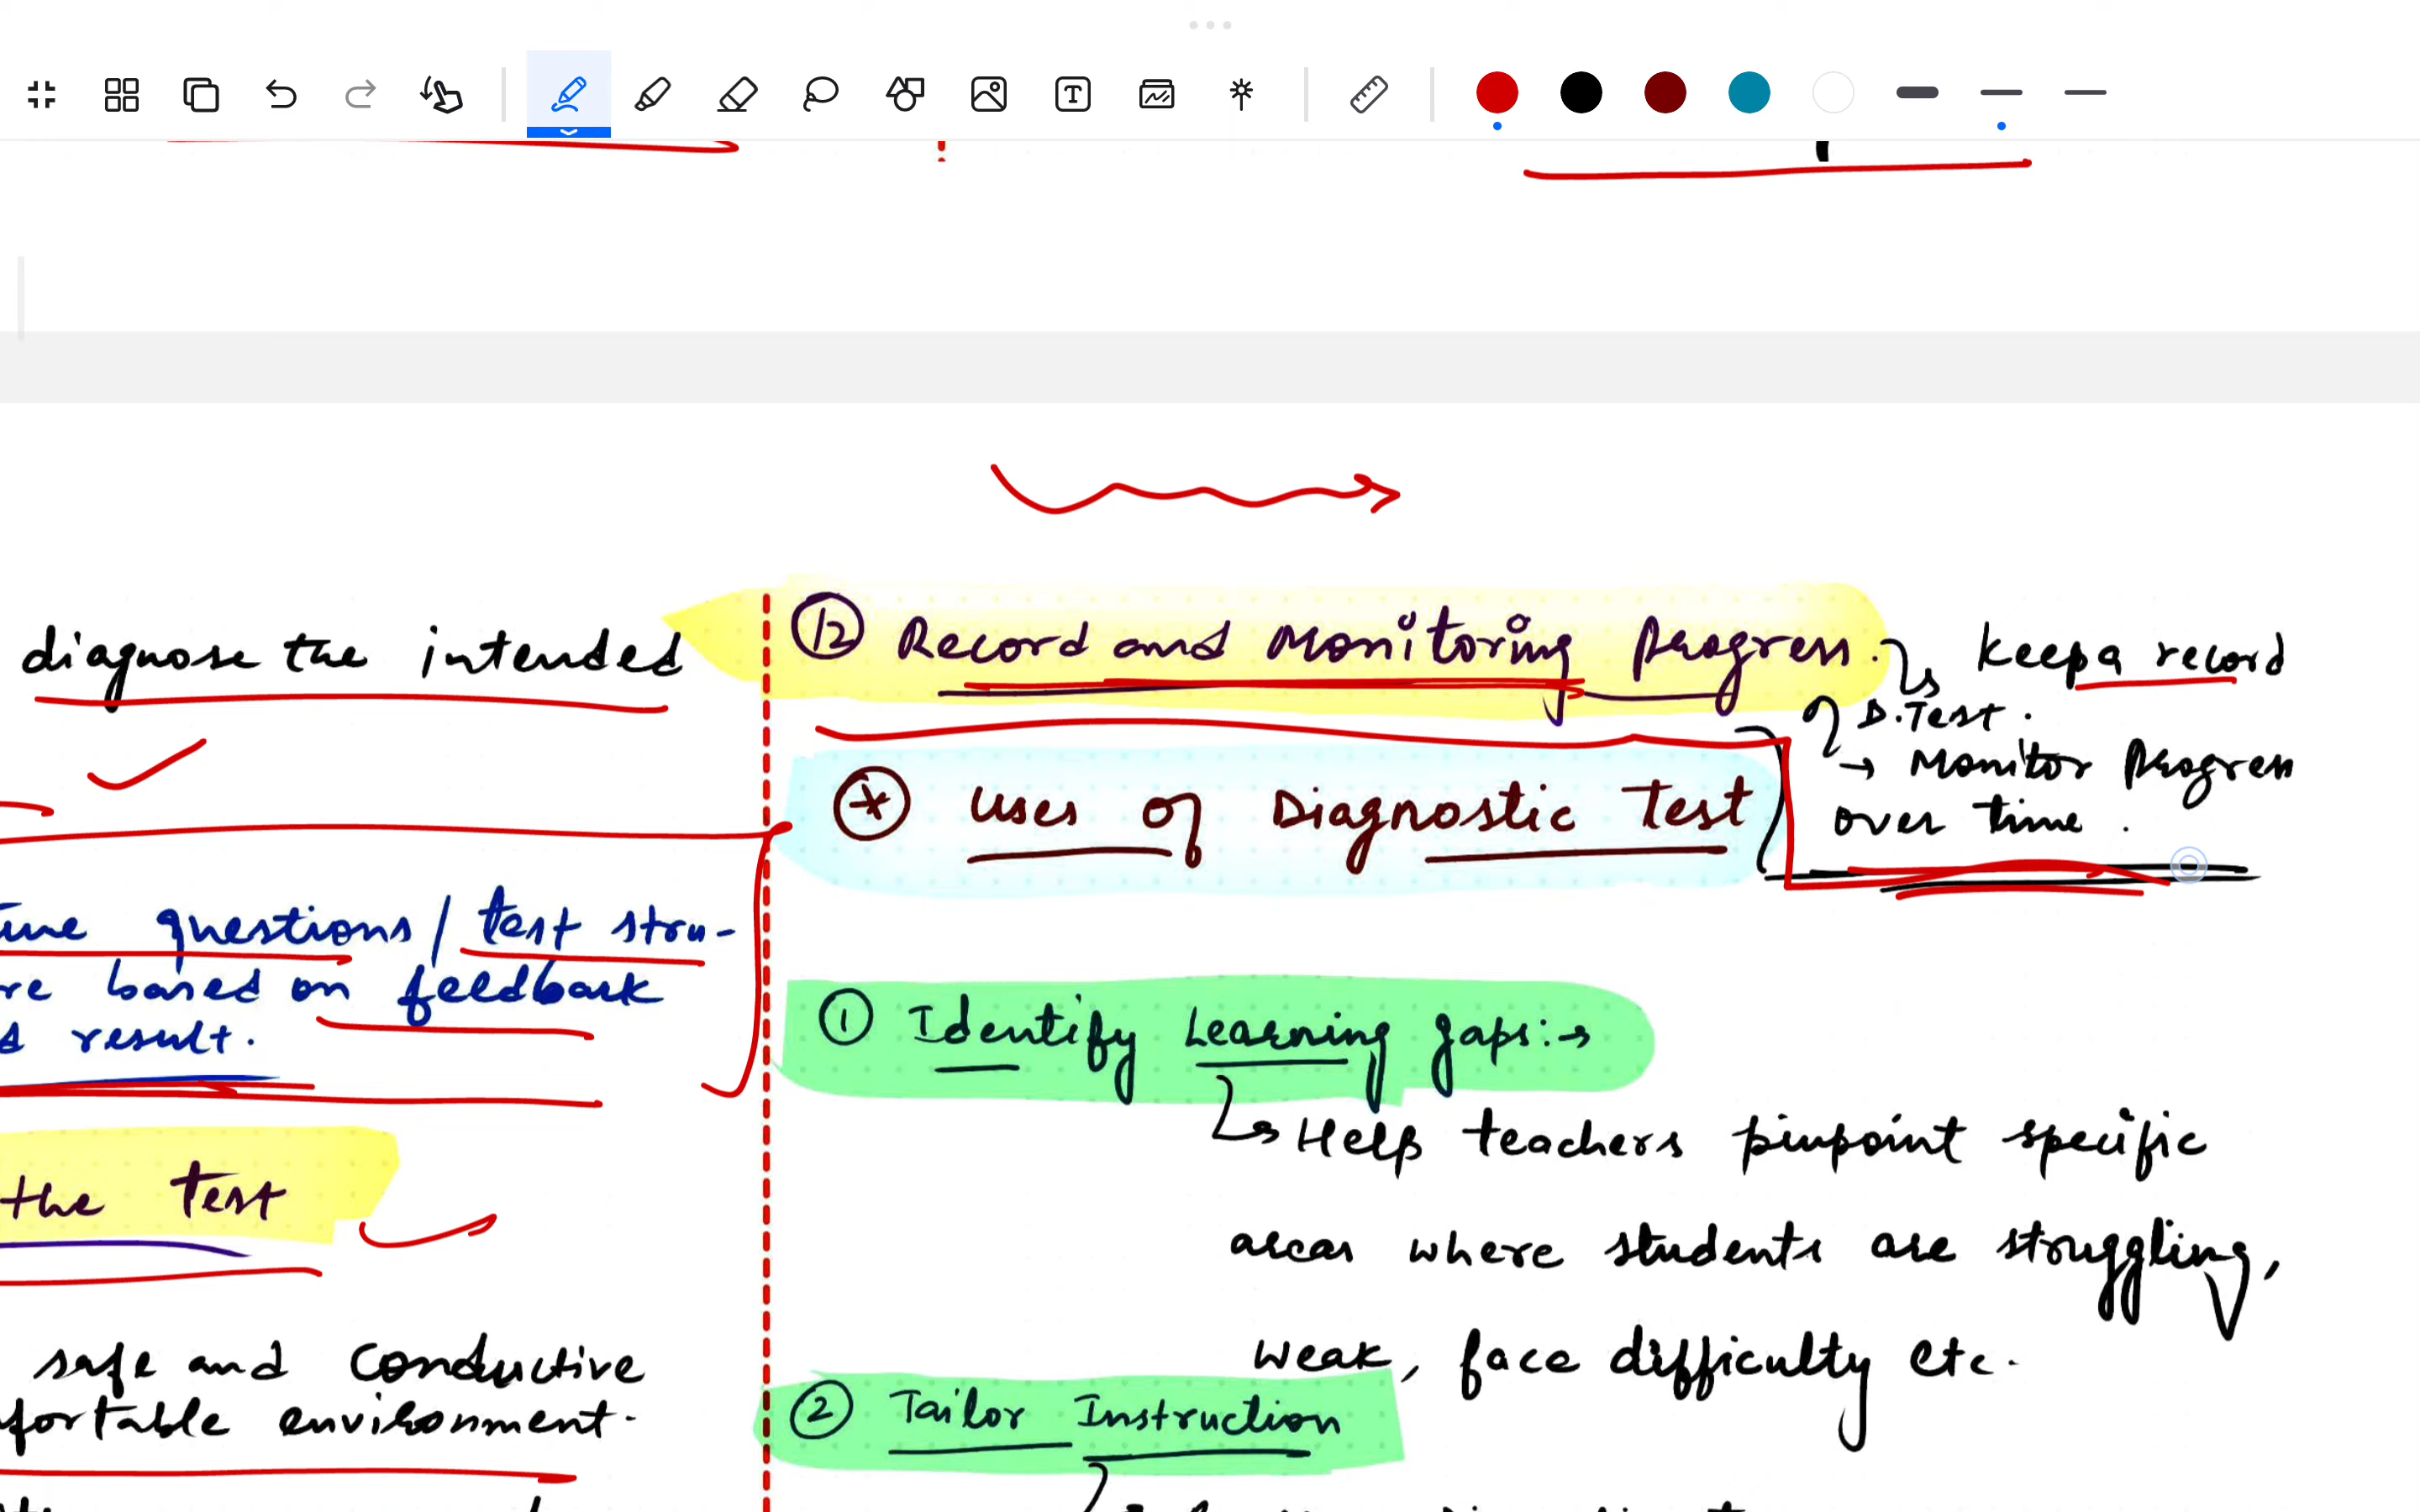 diagnose the intended
questions / test stru-
based on feedback
result.
the Test
safe and conductive
environment.
12 Record and Monitoring Progress.
keep a record
of D.Test.
→ Monitor Progress
over time.
* Uses of Diagnostic Test
1 Identify Learning gaps:→
Help teachers pinpoint specific
areas where students are struggling,
weak, face difficulty etc.
2 Tailor Instruction